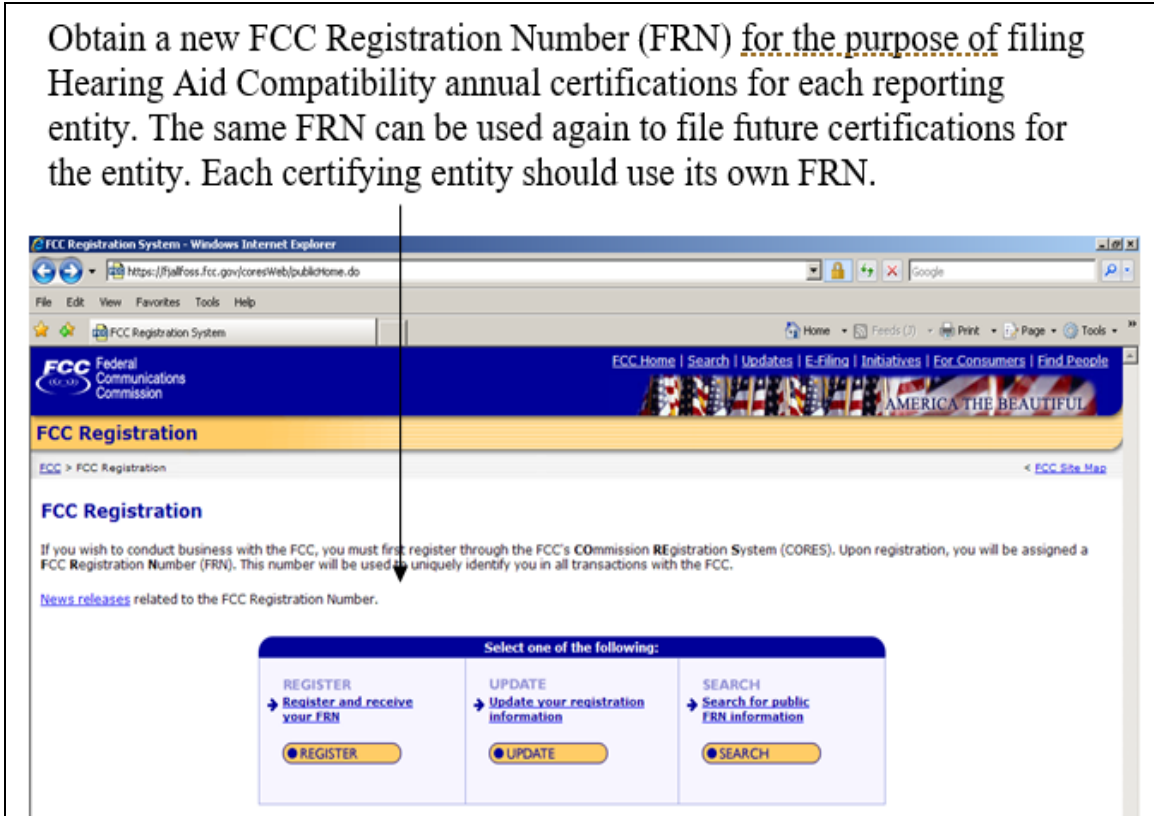 Obtain a new FCC Registration Number (FRN) for the purpose of filing
Hearing Aid Compatibility annual certifications for each reporting
entity. The same FRN can be used again to file future certifications for
the entity. Each certifying entity should use its own FRN.
FCC Registration System - Windows Internet Explorer
https://fjallfoss.fcc.gov/coresWeb/publicHome.do
Google
File Edit View Favorites Tools Help
FCC Registration System
Home Feeds (J) Print Page Tools »
FCC Federal
Communications
Commission
FCC Home | Search | Updates | E-Filing | Initiatives | For Consumers | Find People
AMERICA THE BEAUTIFUL
FCC Registration
FCC > FCC Registration
< FCC Site Map
FCC Registration
If you wish to conduct business with the FCC, you must first register through the FCC's COmmission REgistration System (CORES). Upon registration, you will be assigned a
FCC Registration Number (FRN). This number will be used to uniquely identify you in all transactions with the FCC.
News releases related to the FCC Registration Number.
Select one of the following:
REGISTER
Register and receive
your FRN
REGISTER
UPDATE
Update your registration
information
UPDATE
SEARCH
Search for public
FRN information
SEARCH